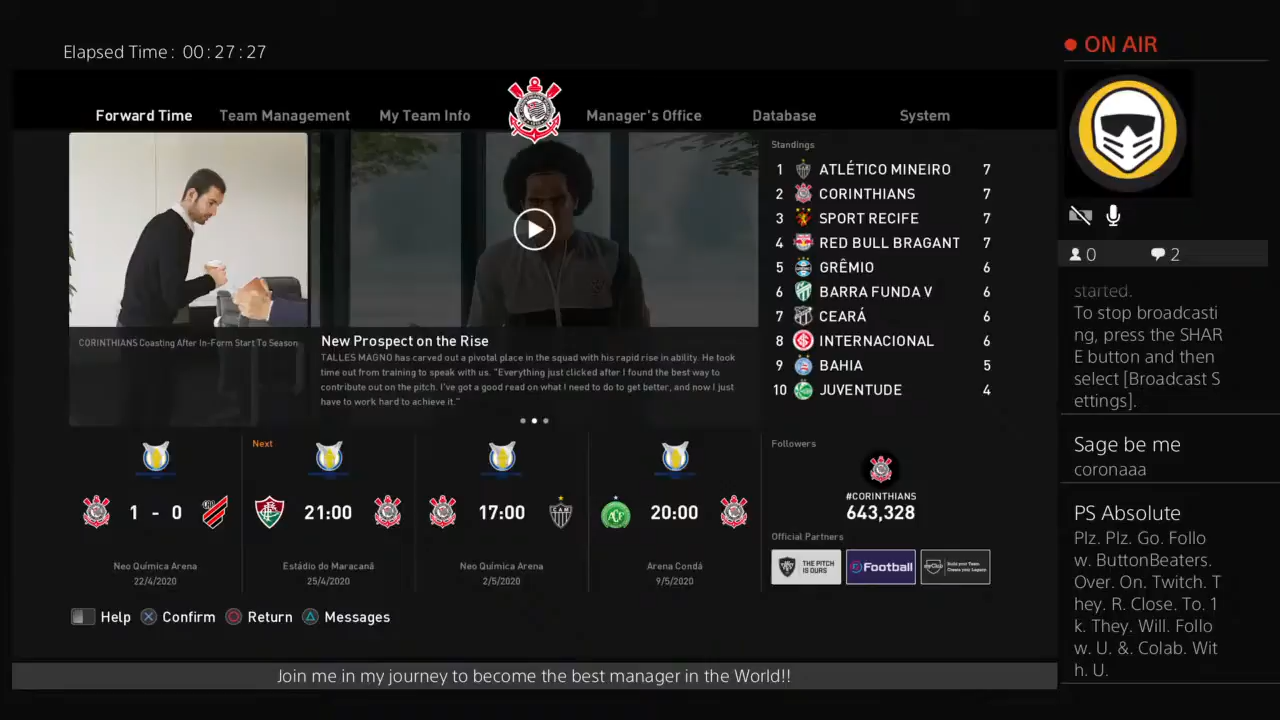 Elapsed Time: 00:27:27
ON AIR
Forward Time
Team Management
My Team Info
Manager's Office
Database
System
CORINTHIANS Coasting After In-Form Start To Season
New Prospect on the Rise
TALLES MAGNO has carved out a pivotal place in the squad with his rapid rise in ability. He took
time out from training to speak with us. "Everything just clicked after I found the best way to
contribute out on the pitch. I've got a good read on what I need to do to get better, and now I just
have to work hard to achieve it."
Standings
1 ATLÉTICO MINEIRO 7
2 CORINTHIANS 7
3 SPORT RECIFE 7
4 RED BULL BRAGANT 7
5 GRÊMIO 6
6 BARRA FUNDA V 6
7 CEARÁ 6
8 INTERNACIONAL 6
9 BAHIA 5
10 JUVENTUDE 4
1 - 0
Neo Química Arena
22/4/2020
Next
21:00
Estádio do Maracanã
25/4/2020
17:00
Neo Química Arena
2/5/2020
20:00
Arena Condá
9/5/2020
Followers
#CORINTHIANS
643,328
Official Partners
THE PITCH
IS OURS
Football
Build your Team.
Create your Legacy.
Help
Confirm
Return
Messages
Join me in my journey to become the best manager in the World!!
0
2
started.
To stop broadcasti
ng, press the SHAR
E button and then
select [Broadcast S
ettings].
Sage be me
coronaaa
PS Absolute
Plz. Plz. Go. Follo
w. ButtonBeaters.
Over. On. Twitch. T
hey. R. Close. To. 1
k. They. Will. Follo
w. U. &. Colab. Wit
h. U.